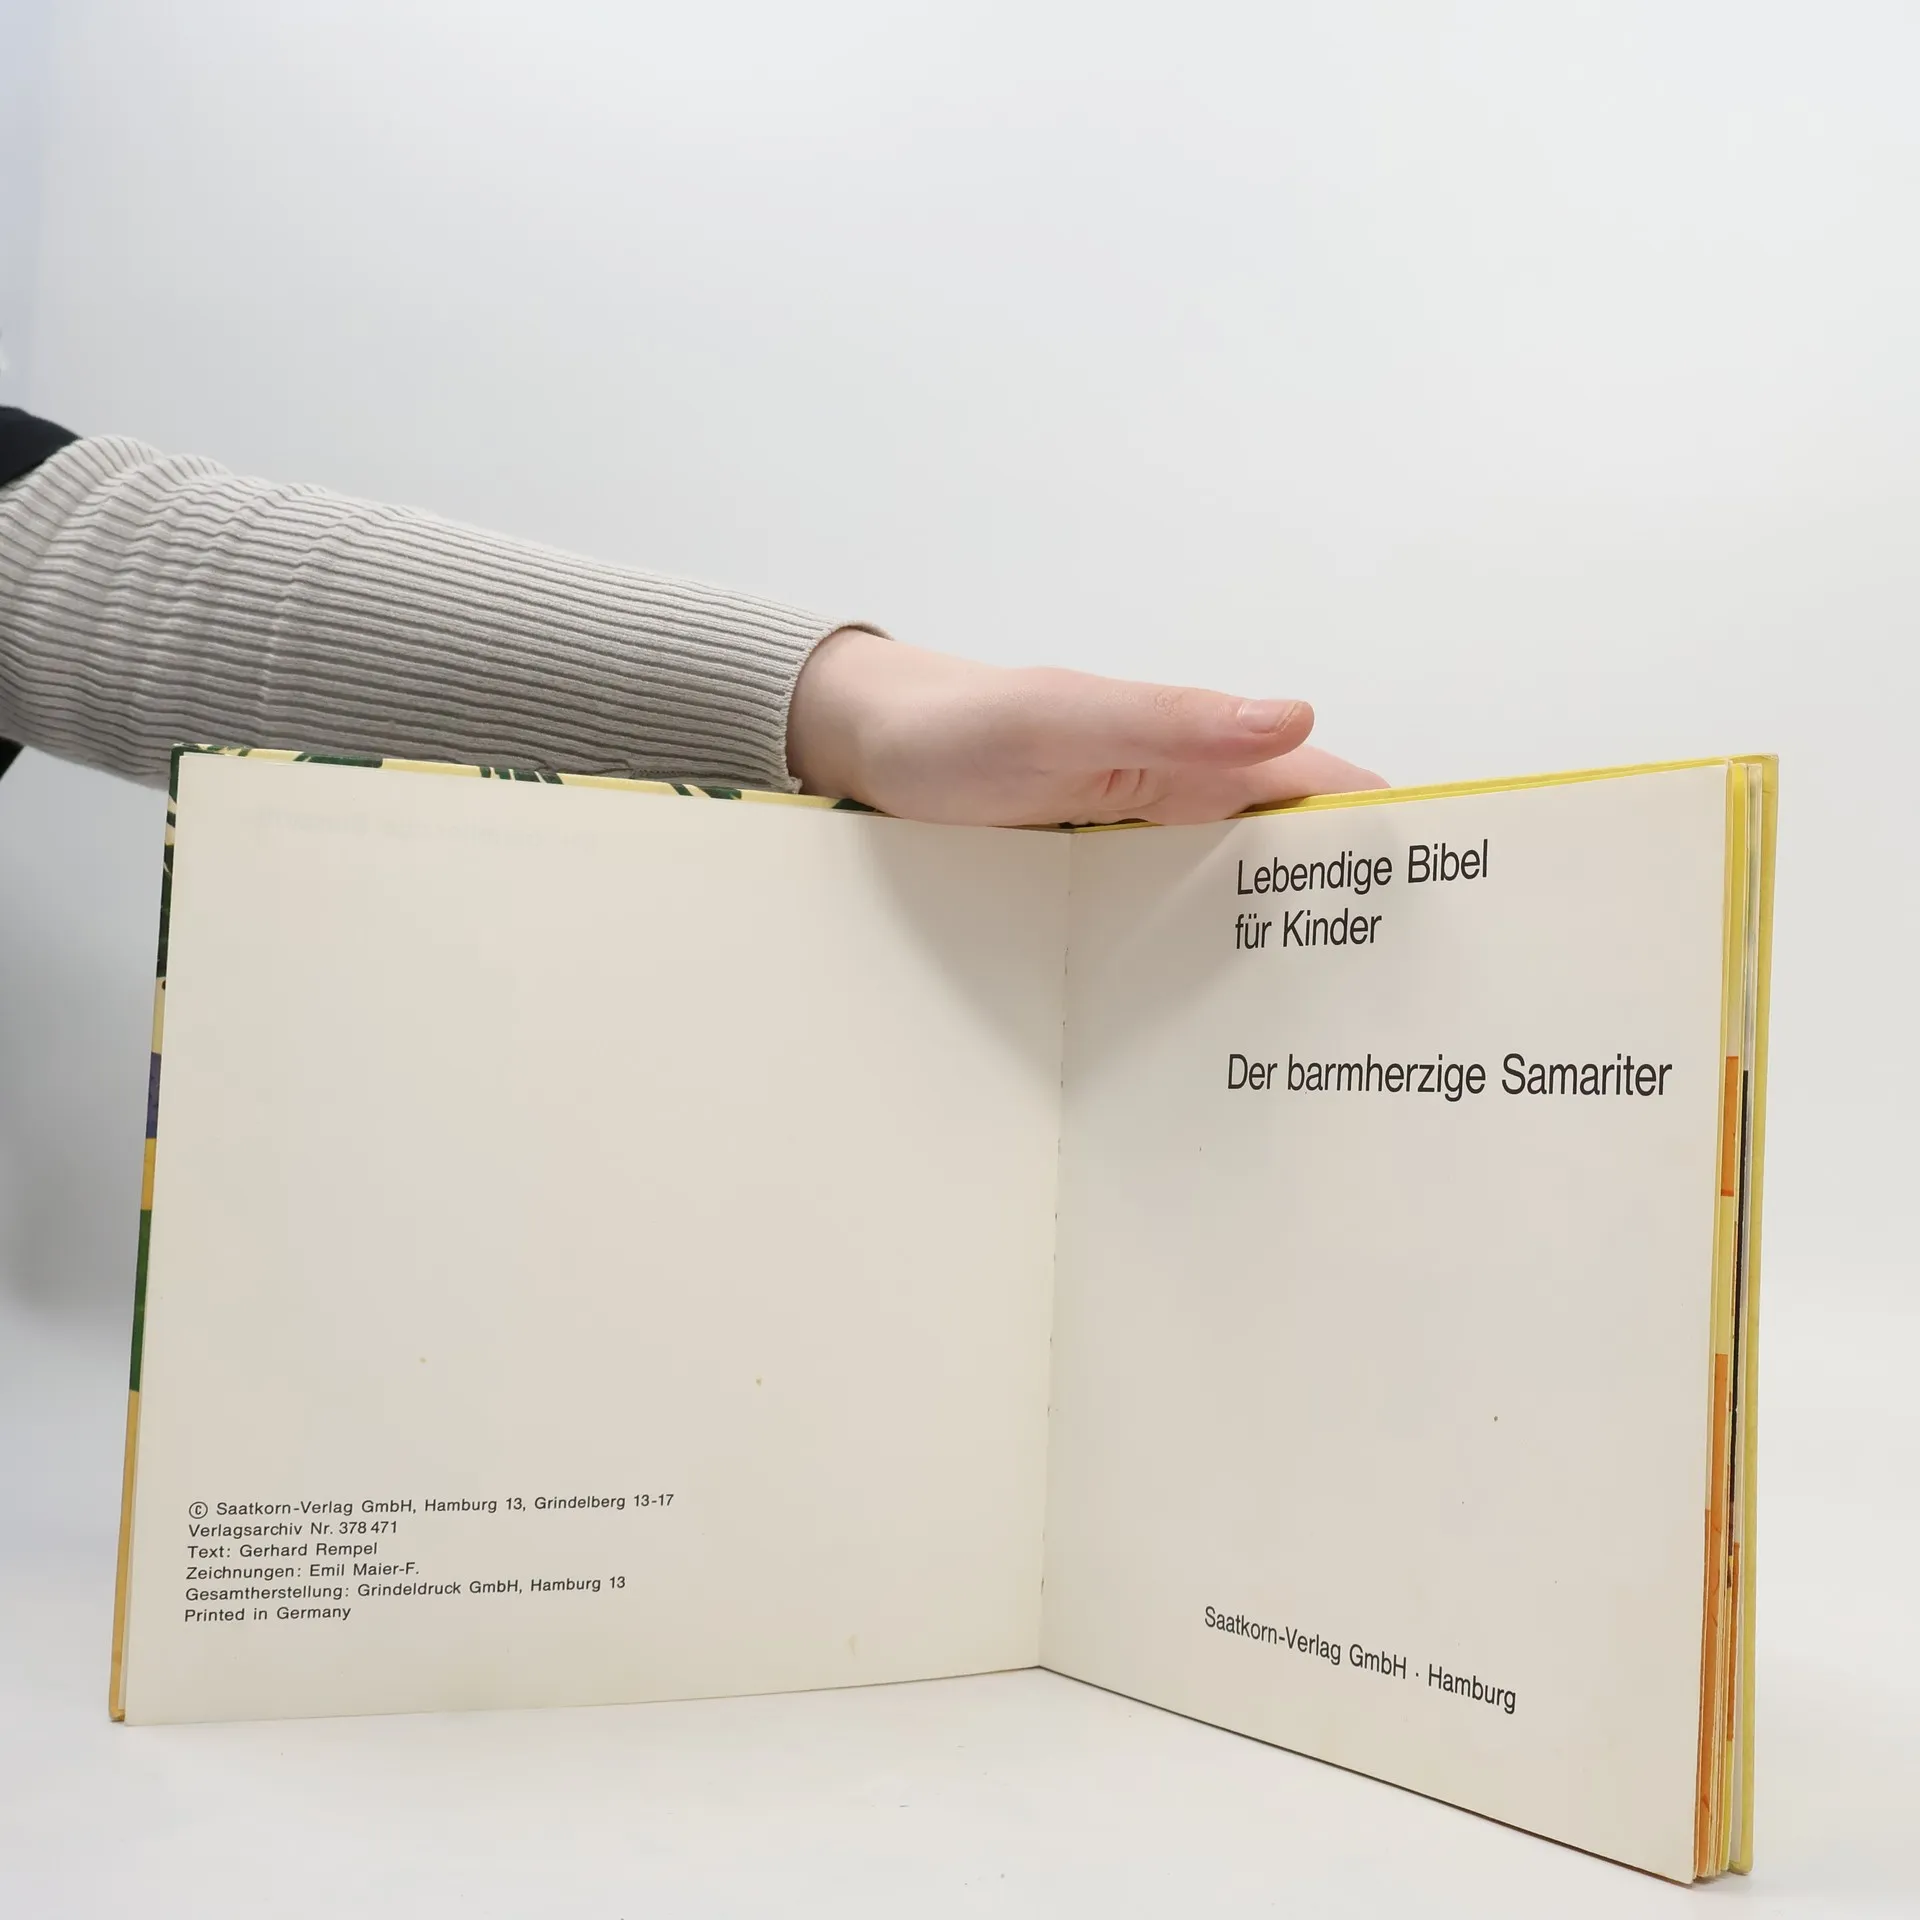 © Saatkorn-Verlag GmbH, Hamburg 13, Grindelberg 13-17
Verlagsarchiv Nr. 378 471
Text: Gerhard Rempel
Zeichnungen: Emil Maier-F.
Gesamtherstellung: Grindeldruck GmbH, Hamburg 13
Printed in Germany
Lebendige Bibel
für Kinder
Der barmherzige Samariter
Saatkorn-Verlag GmbH · Hamburg